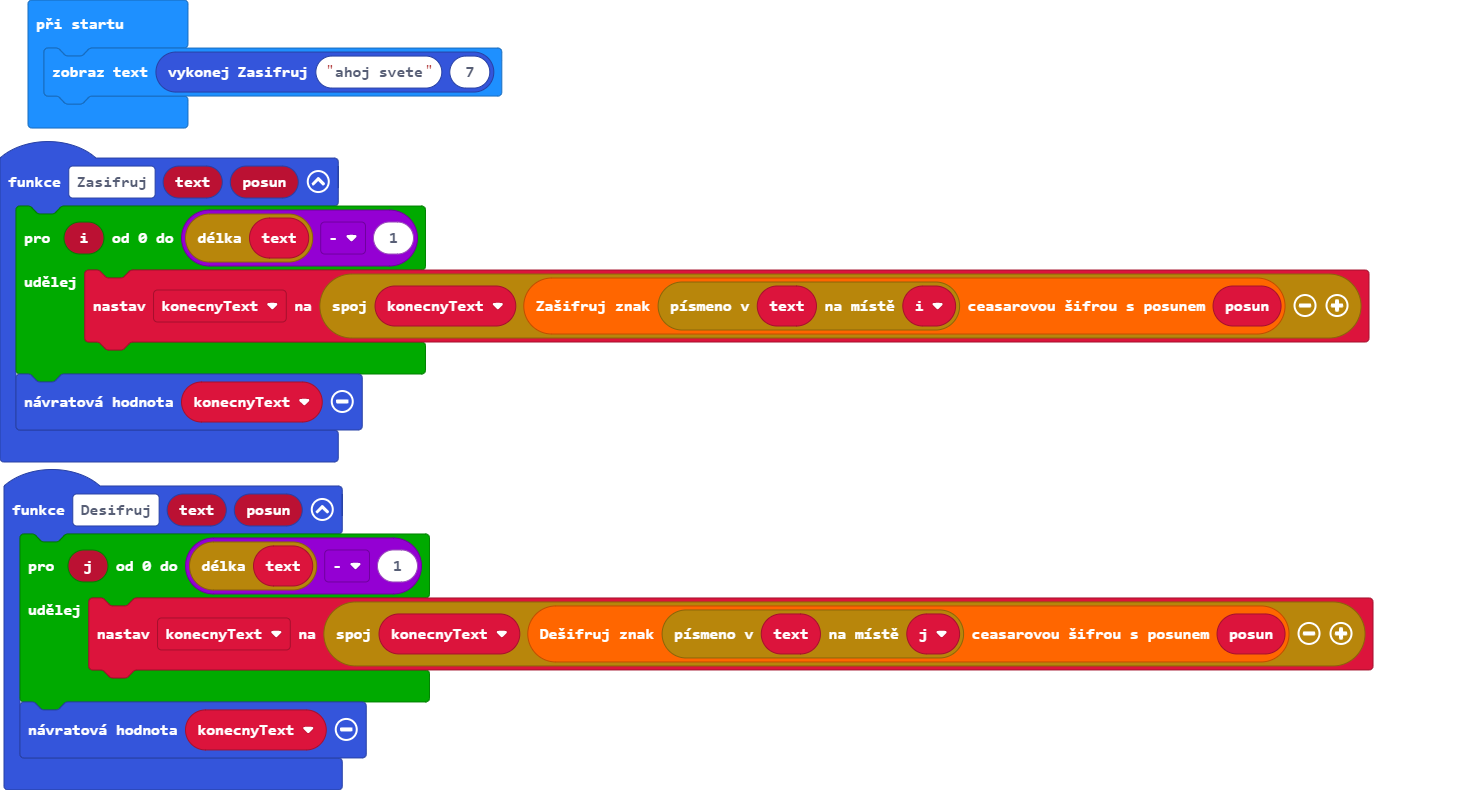 při startu
zobraz text vykonej Zasifruj "ahoj svete" 7
funkce Zasifruj text posun
pro i od 0 do délka text - 1
udělej
nastav konecnyText na spoj konecnyText Zašifruj znak písmeno v text na místě i ceasarovou šifrou s posunem posun
návratová hodnota konecnyText
funkce Desifruj text posun
pro j od 0 do délka text - 1
udělej
nastav konecnyText na spoj konecnyText Dešifruj znak písmeno v text na místě j ceasarovou šifrou s posunem posun
návratová hodnota konecnyText